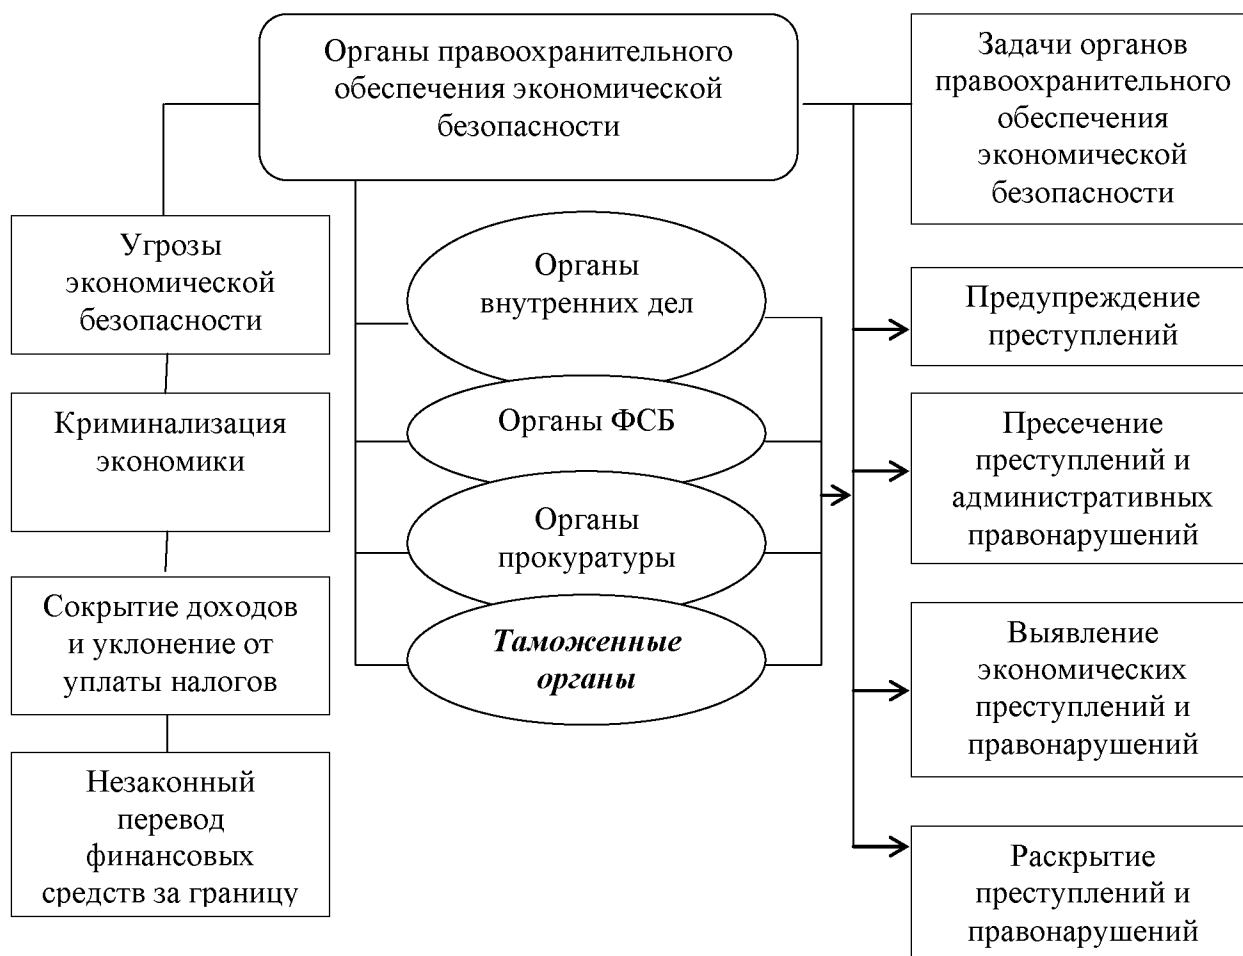 Органы правоохранительного
обеспечения экономической
безопасности
Задачи органов
правоохранительного
обеспечения
экономической
безопасности
Угрозы
экономической
безопасности
Криминализация
экономики
Сокрытие доходов
и уклонение от
уплаты налогов
Незаконный
перевод
финансовых
средств за границу
Органы
внутренних дел
Органы ФСБ
Органы
прокуратуры
Таможенные
органы
Предупреждение
преступлений
Пресечение
преступлений и
административных
правонарушений
Выявление
экономических
преступлений и
правонарушений
Раскрытие
преступлений и
правонарушений